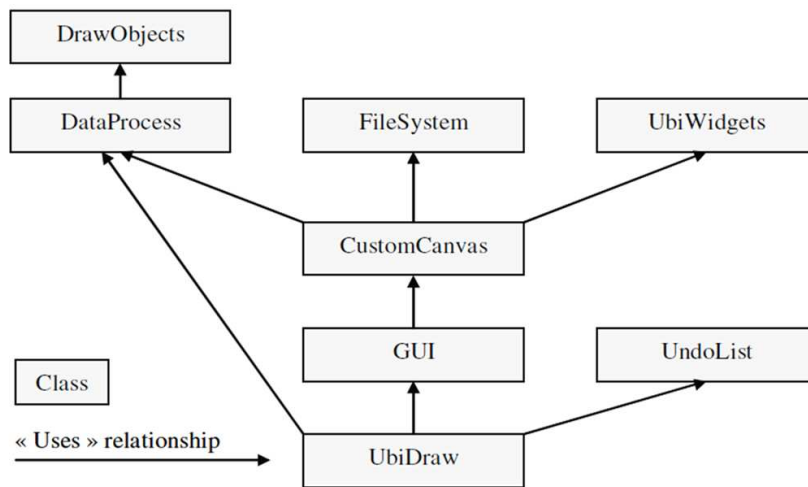 DrawObjects
DataProcess
FileSystem
UbiWidgets
CustomCanvas
GUI
UndoList
Class
« Uses » relationship
UbiDraw